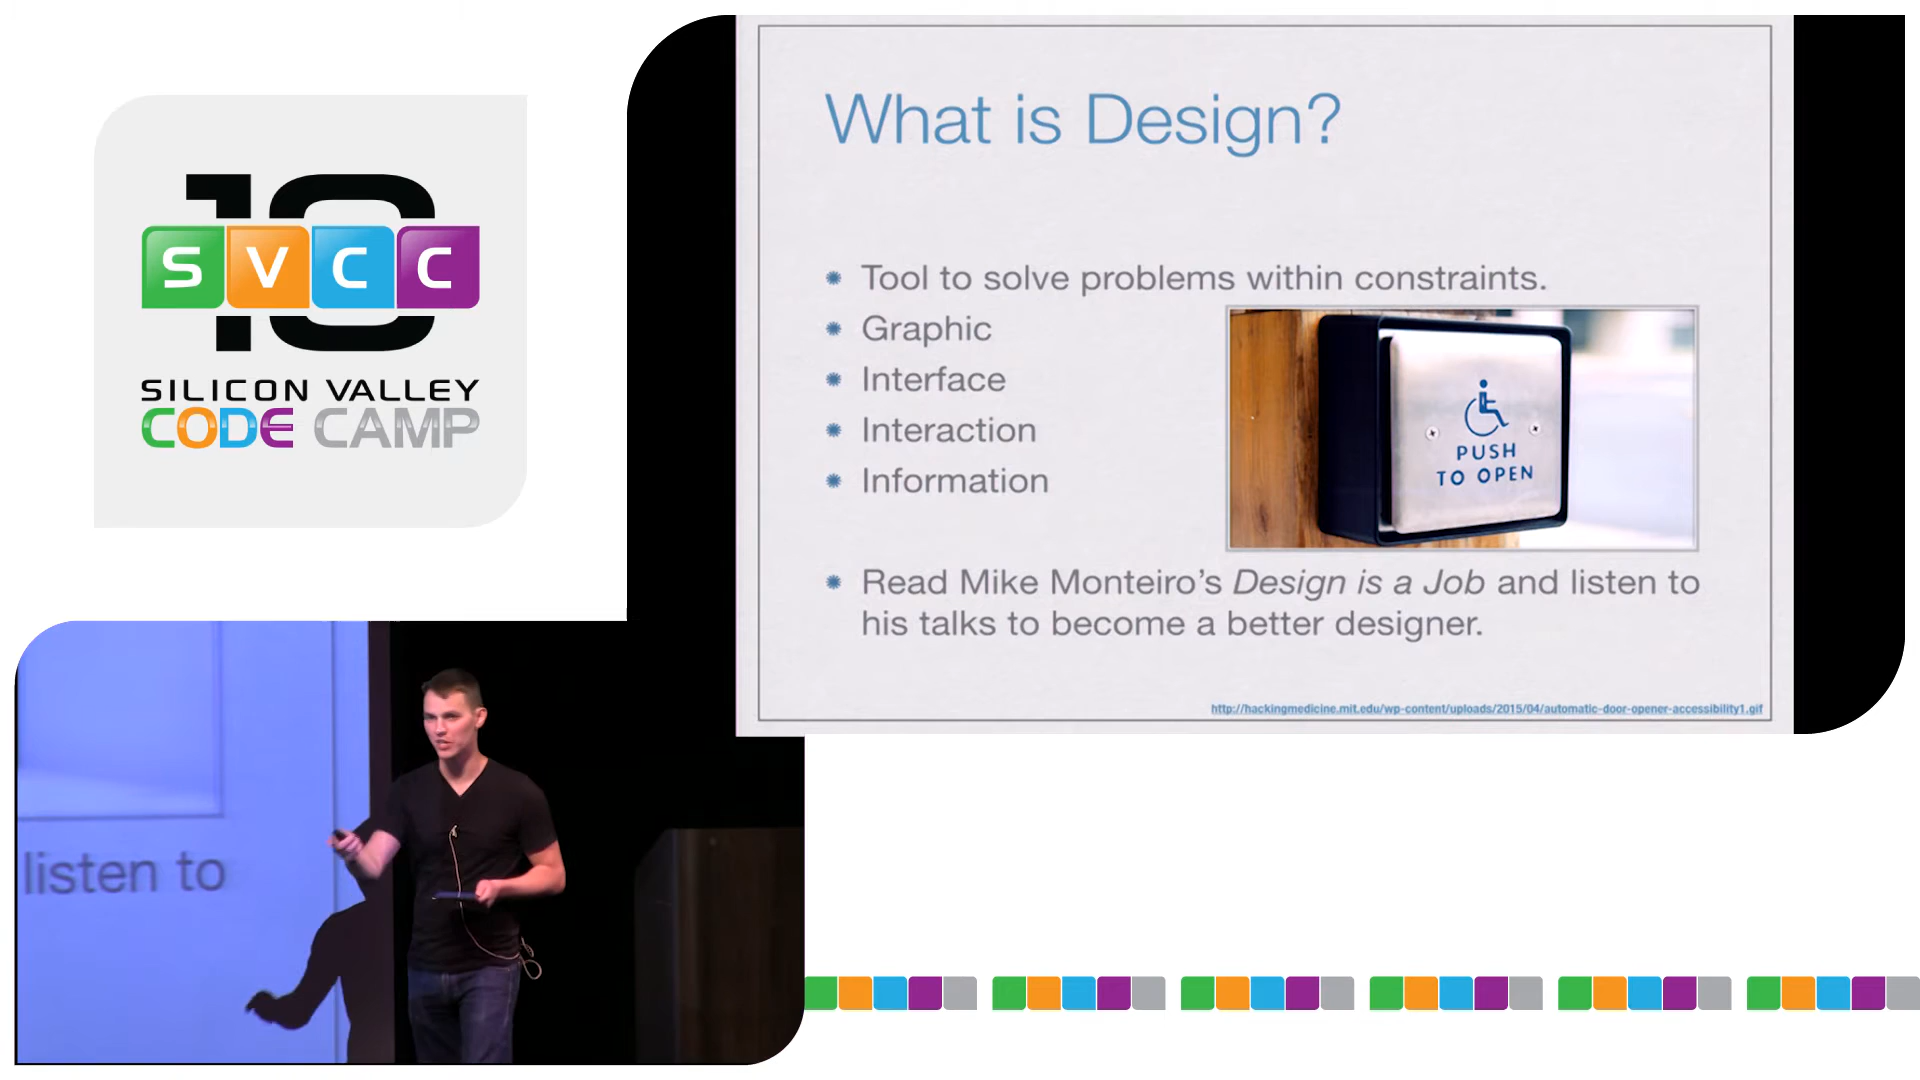 10
SVCC
SILICON VALLEY
CODE CAMP
What is Design?
Tool to solve problems within constraints.
Graphic
Interface
Interaction
Information
PUSH
TO OPEN
Read Mike Monteiro’s Design is a Job and listen to
his talks to become a better designer.
http://hackingmedicine.mit.edu/wp-content/uploads/2015/04/automatic-door-opener-accessibility1.gif
listen to